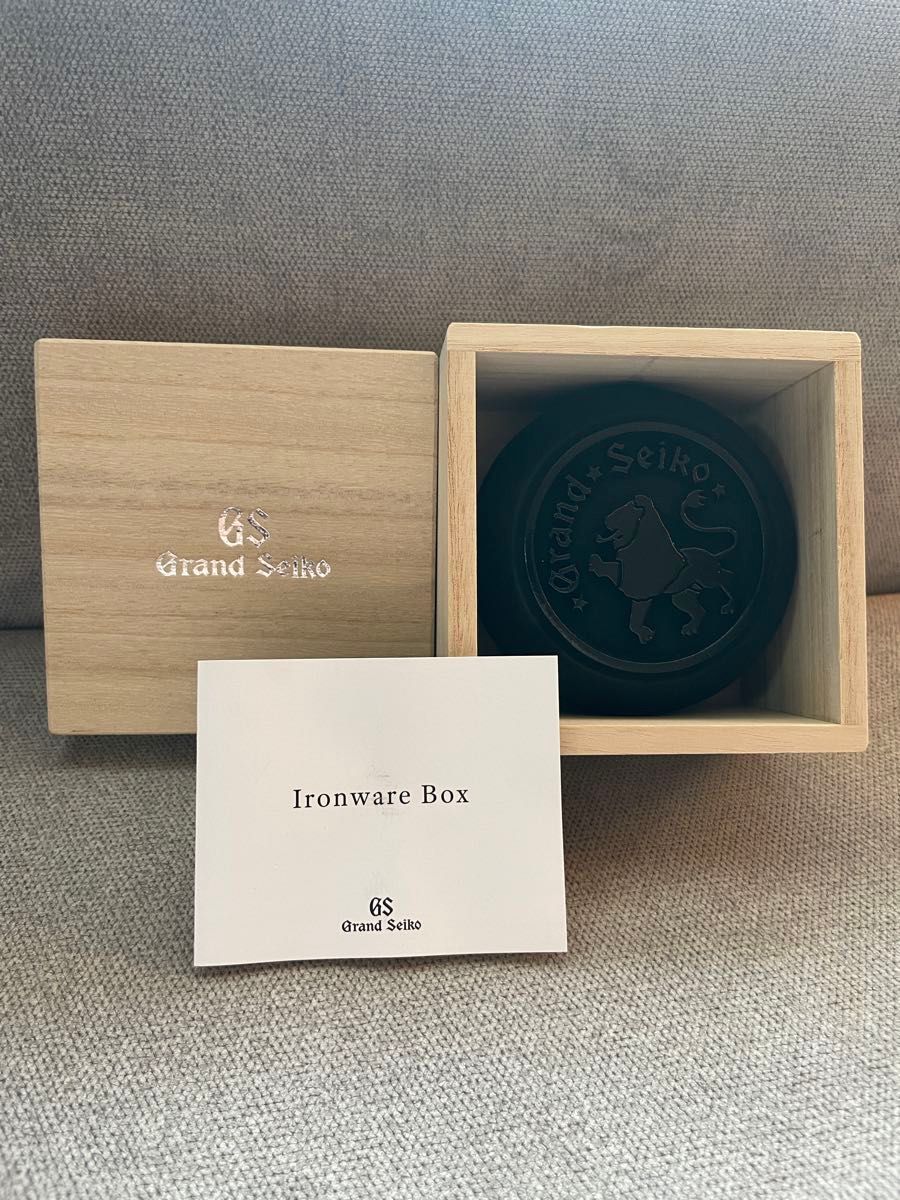 GS
Grand Seiko
Grand★Seiko★
Ironware Box
GS
Grand Seiko